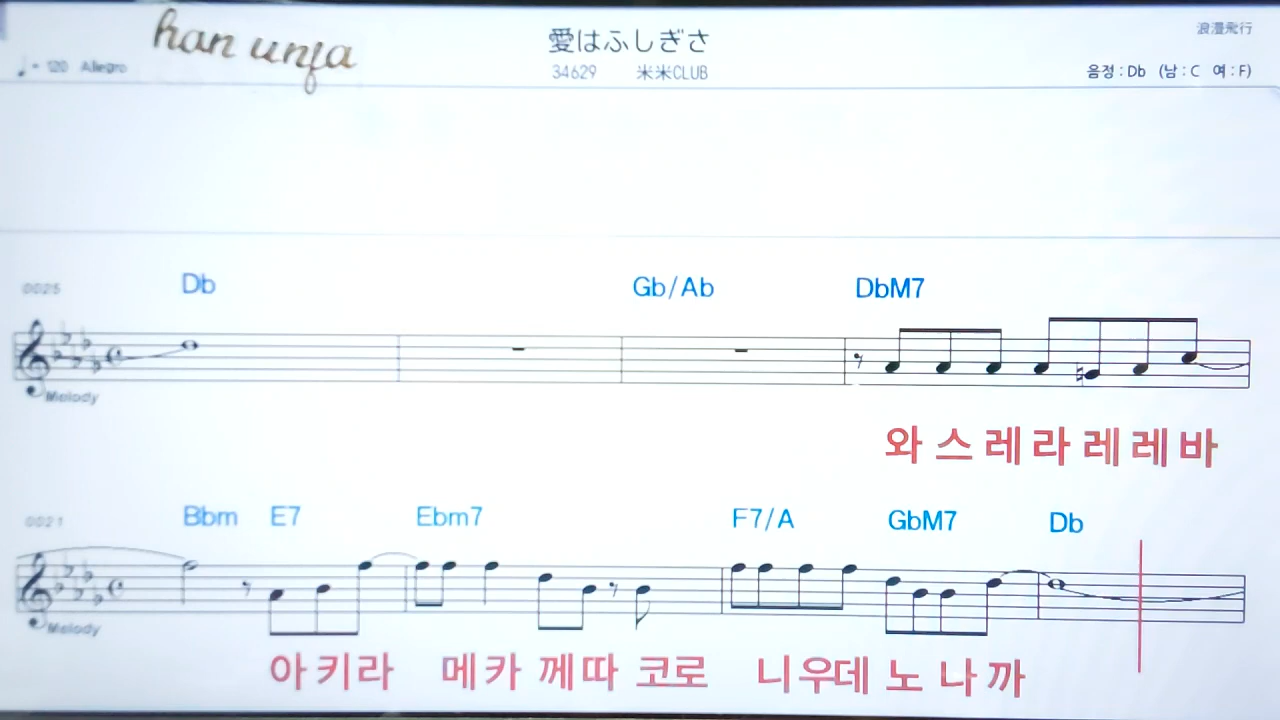 han unfa
愛はふしぎさ
浪漫飛行
♩= 120 Allegro
34629 米米CLUB
음정 : Db (남 : C 여 : F)
0025 Db Gb/Ab DbM7
Melody
와 스 레 라 레 레 바
0021 Bbm E7 Ebm7 F7/A GbM7 Db
Melody
아 키 라 메 카 께 따 코 로 니 우 데 노 나 까